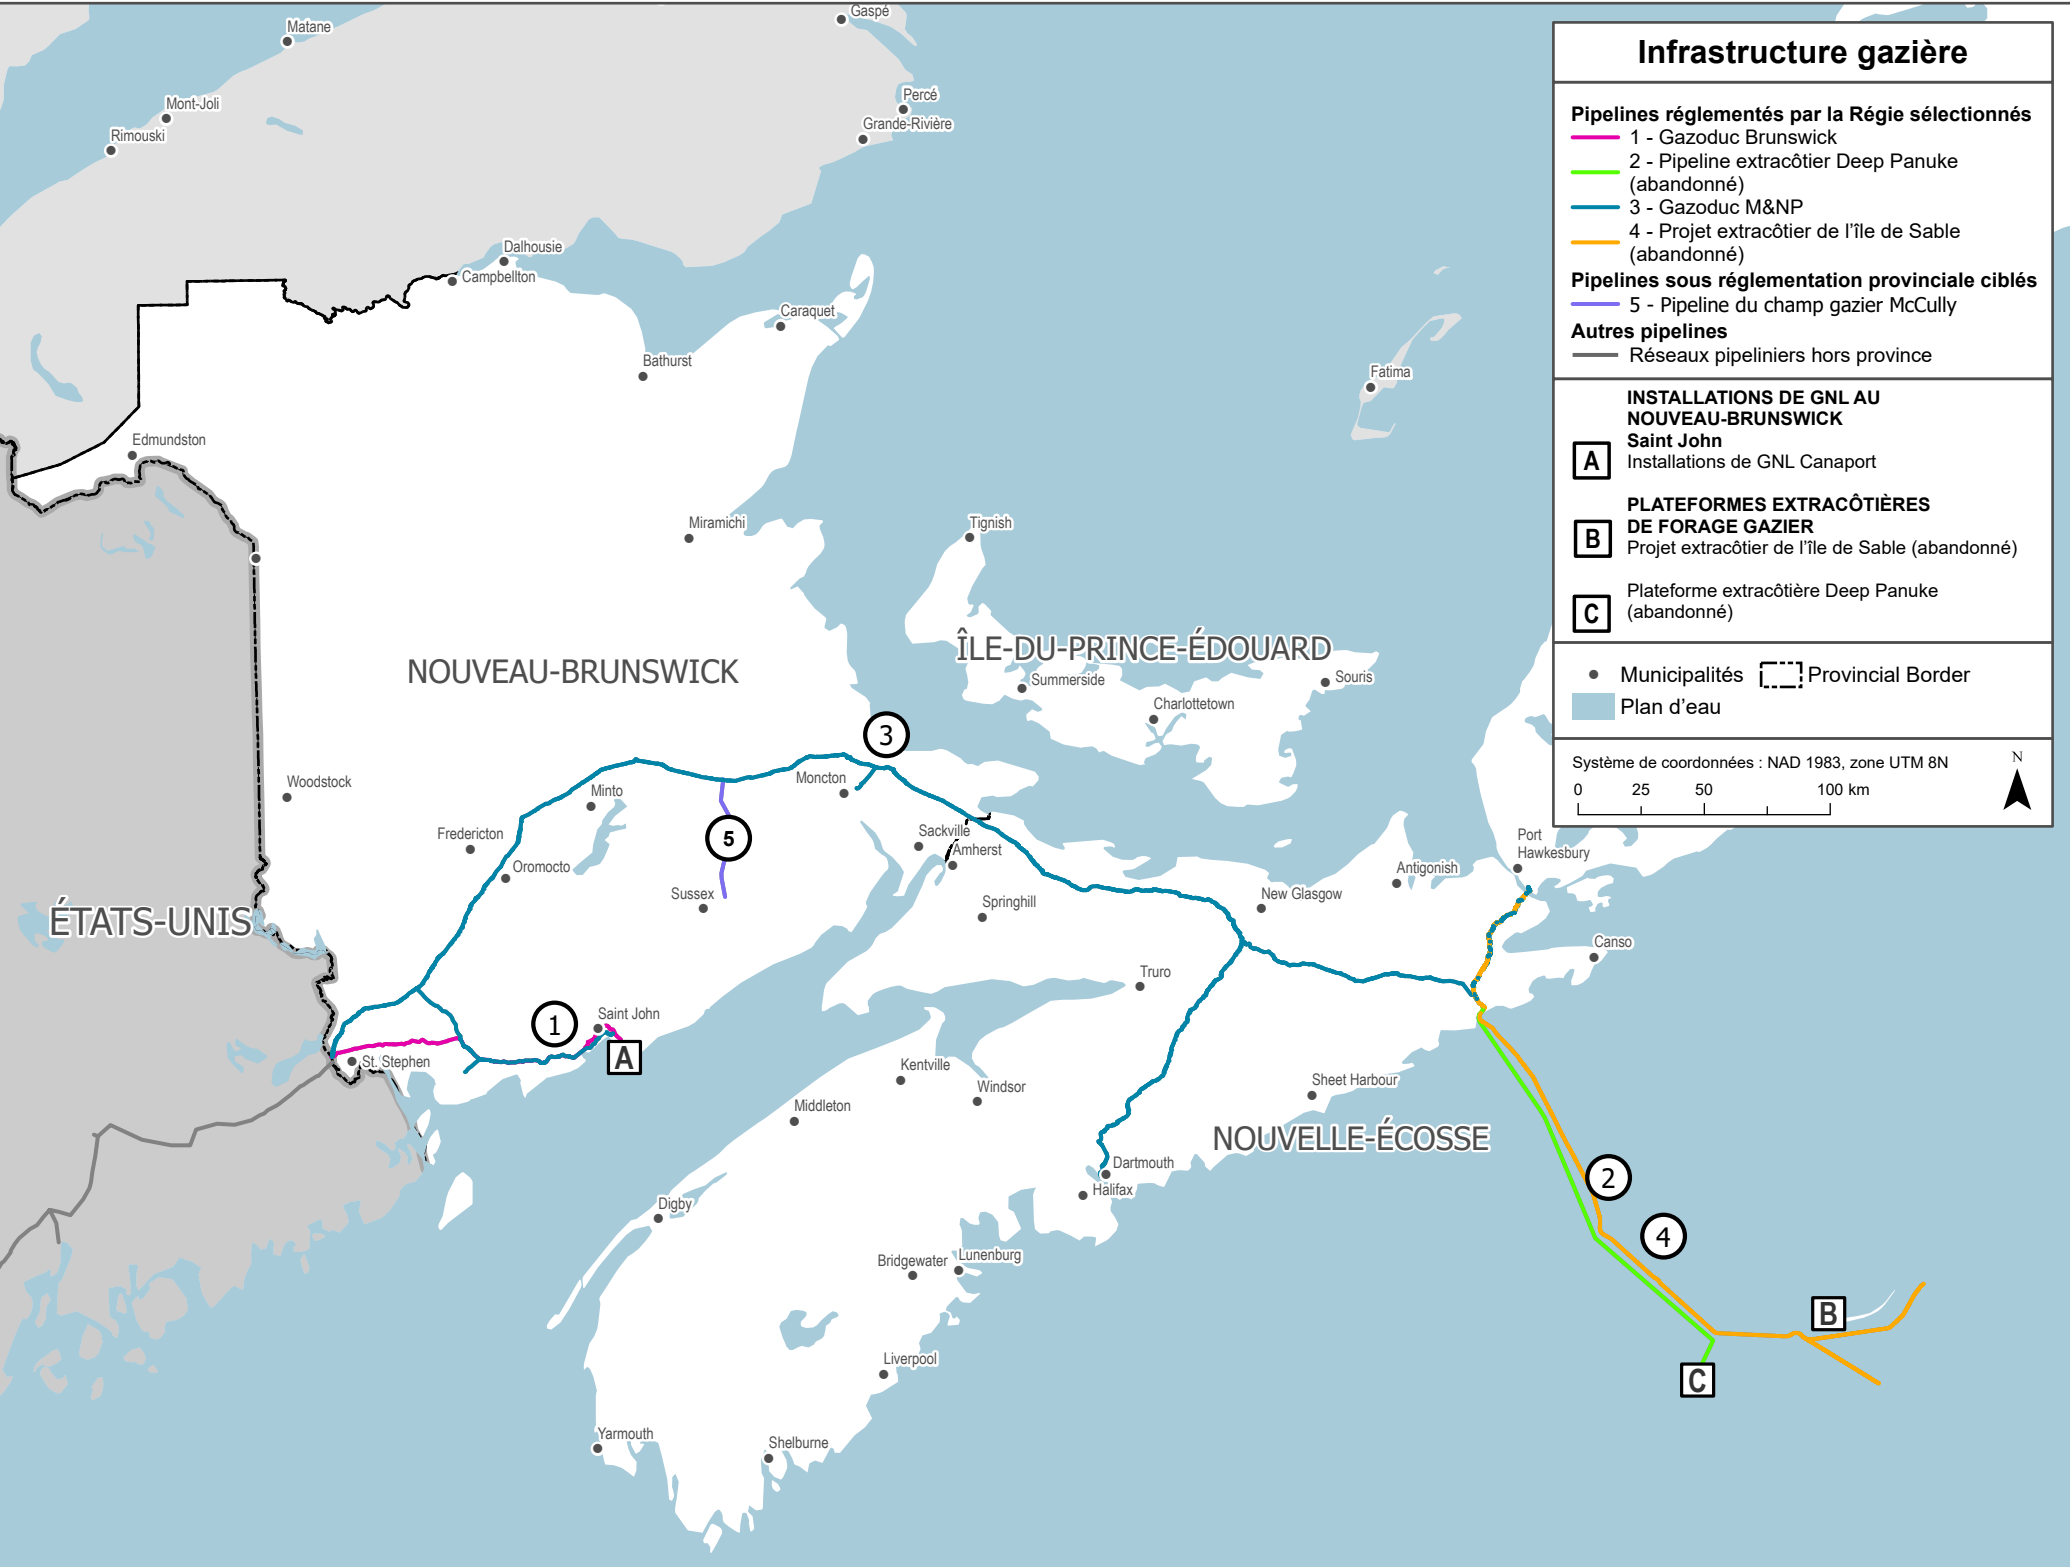 Infrastructure gazière
Pipelines réglementés par la Régie sélectionnés
1 - Gazoduc Brunswick
2 - Pipeline extracôtier Deep Panuke
(abandonné)
3 - Gazoduc M&NP
4 - Projet extracôtier de l'île de Sable
(abandonné)
Pipelines sous réglementation provinciale ciblés
5 - Pipeline du champ gazier McCully
Autres pipelines
Réseaux pipeliniers hors province
INSTALLATIONS DE GNL AU
NOUVEAU-BRUNSWICK
Saint John
A
Installations de GNL Canaport
PLATEFORMES EXTRACÔTIÈRES
DE FORAGE GAZIER
B
Projet extracôtier de l'île de Sable (abandonné)
Plateforme extracôtière Deep Panuke
C
(abandonné)
Municipalités
Provincial Border
Plan d'eau
Système de coordonnées : NAD 1983, zone UTM 8N
N
0 25 50 100 km
Gaspé
Matane
Percé
Mont-Joli
Grande-Rivière
Rimouski
Dalhousie
Campbellton
Caraquet
Bathurst
Fatima
Edmundston
Miramichi
Tignish
NOUVEAU-BRUNSWICK
ÎLE-DU-PRINCE-ÉDOUARD
Summerside
Souris
Charlottetown
3
Woodstock
Moncton
Minto
5
Fredericton
Sackville
Amherst
Port
Hawkesbury
Oromocto
Antigonish
Sussex
New Glasgow
Springhill
ÉTATS-UNIS
Canso
Truro
1
Saint John
A
St. Stephen
Kentville
Windsor
Sheet Harbour
Middleton
NOUVELLE-ÉCOSSE
Dartmouth
Halifax
2
Digby
4
Bridgewater
Lunenburg
B
Liverpool
C
Yarmouth
Shelburne